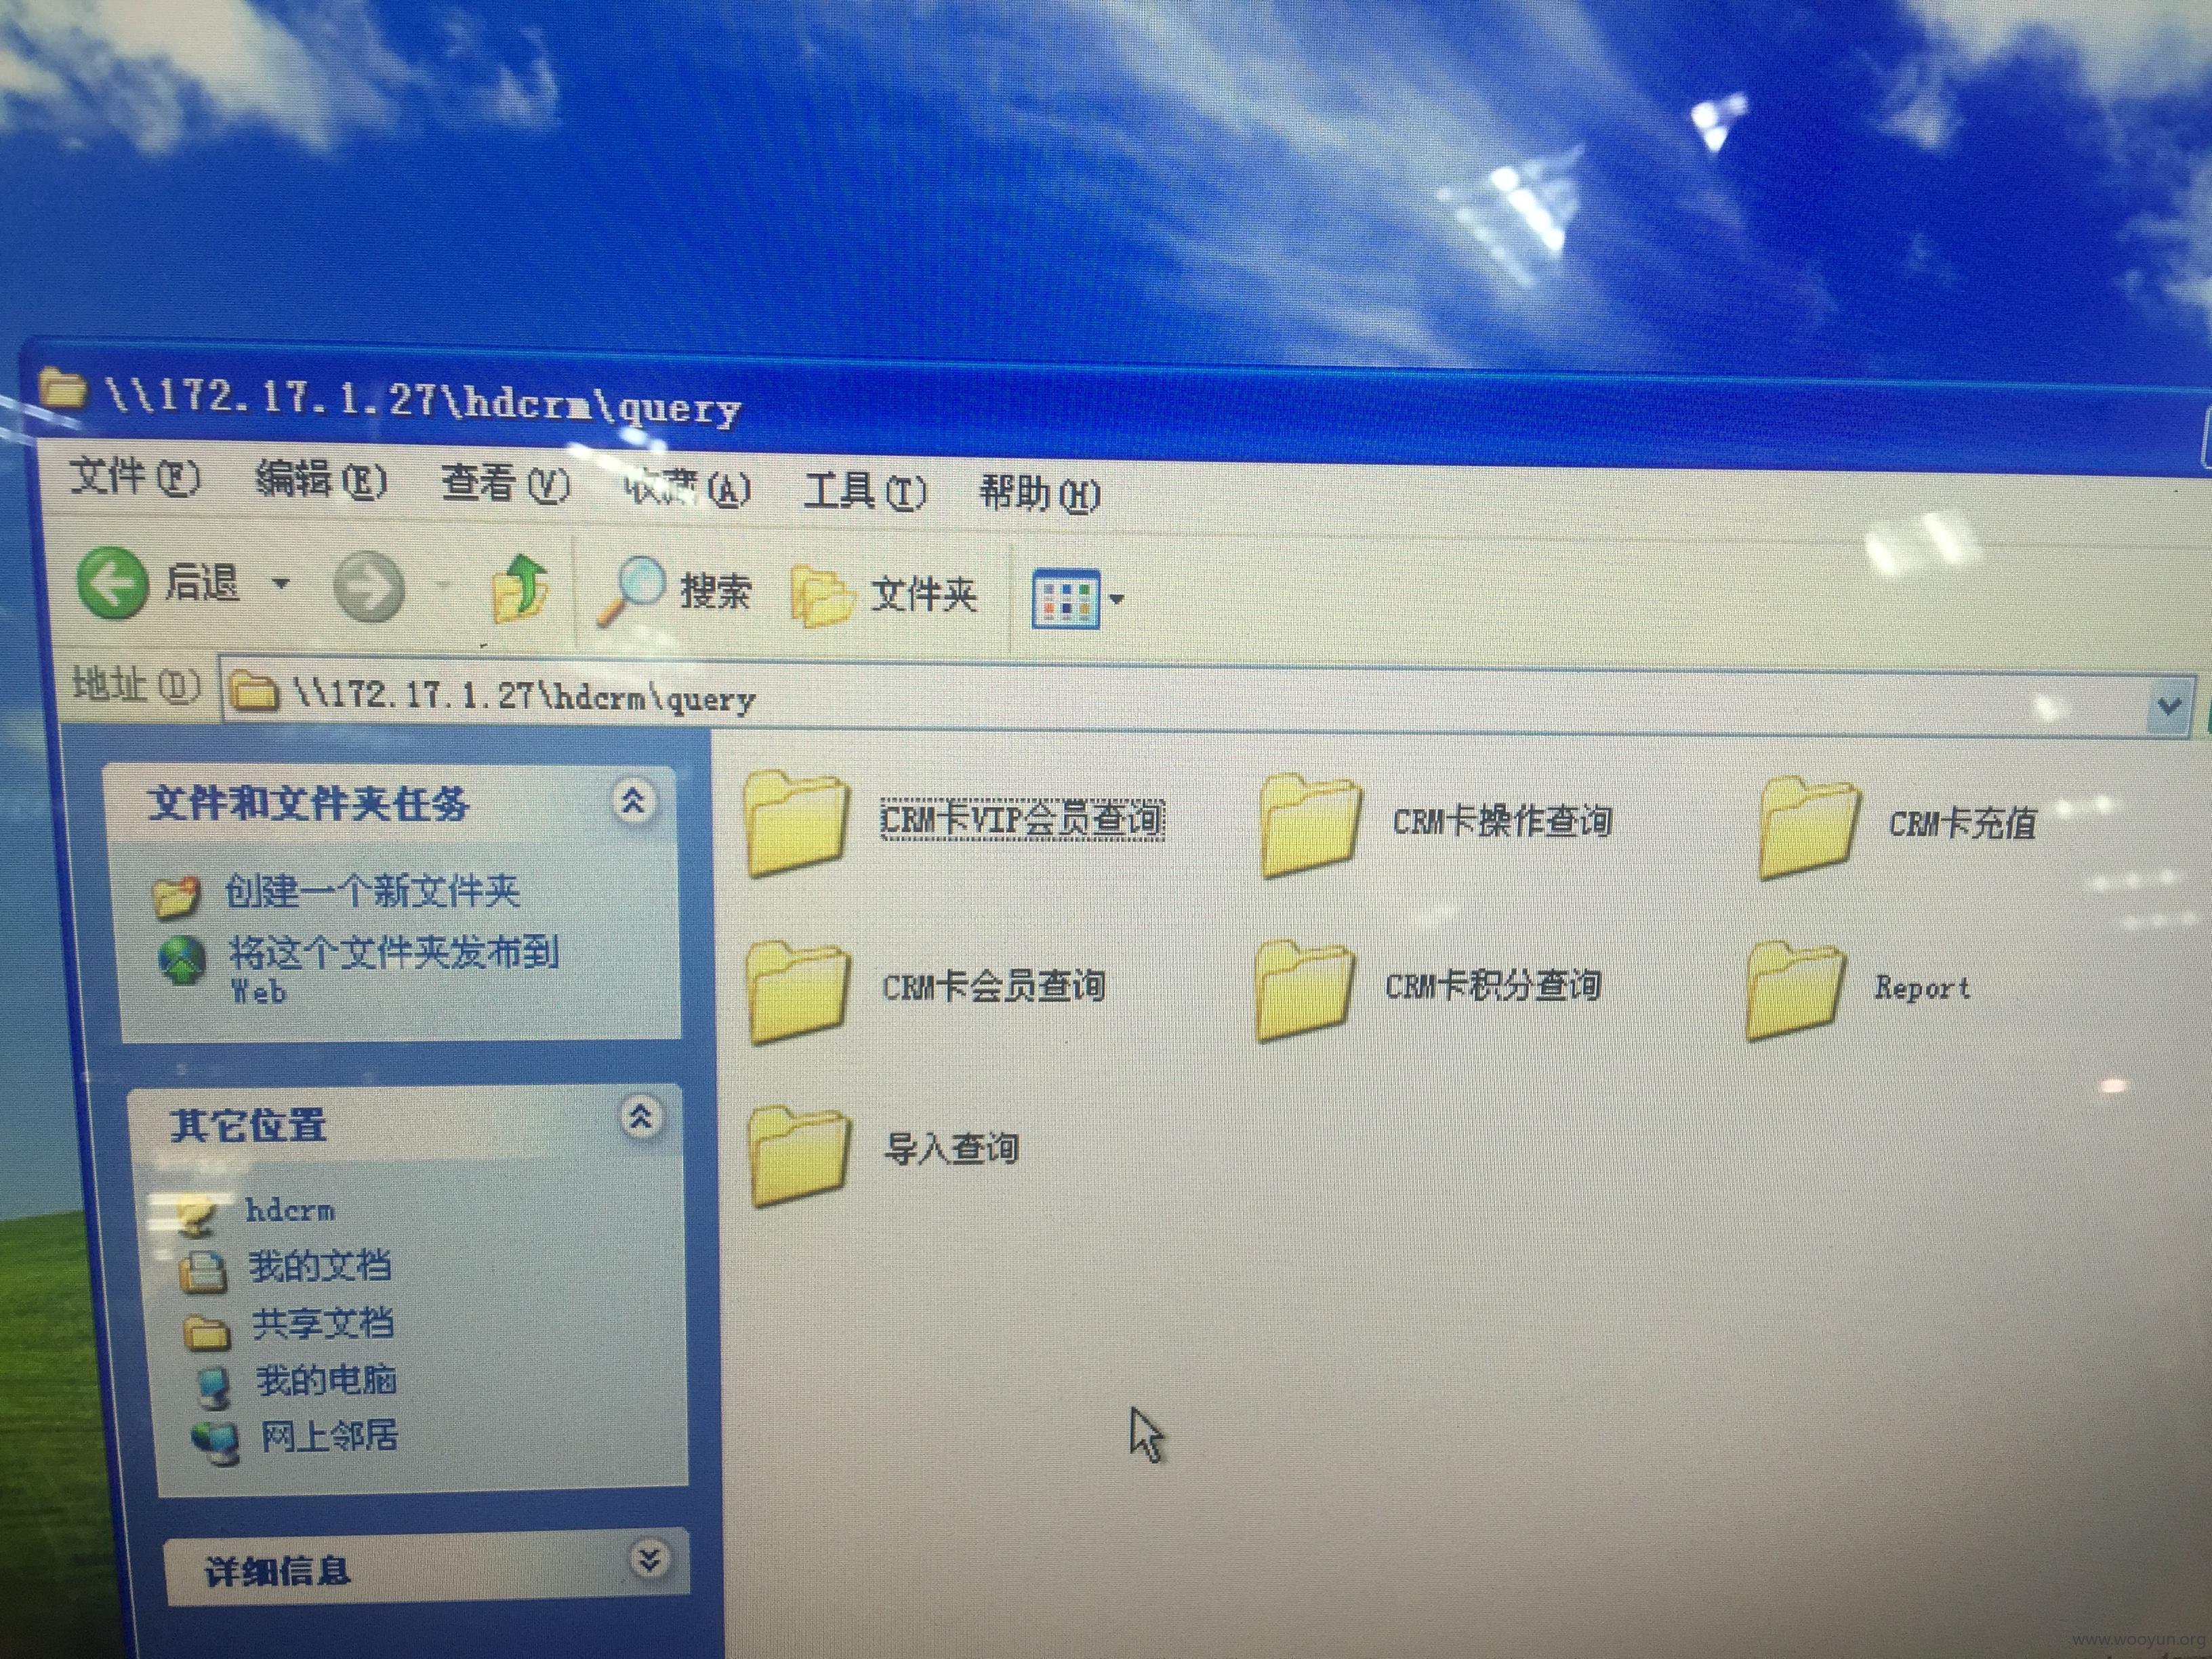 \\172.17.1.27\hdcrm\query
文件(F) 编辑(E) 查看(V) 收藏(A) 工具(T) 帮助(H)
后退 搜索 文件夹
地址(D) \\172.17.1.27\hdcrm\query
文件和文件夹任务
创建一个新文件夹
将这个文件夹发布到
Web
其它位置
hdcrm
我的文档
共享文档
我的电脑
网上邻居
详细信息
CRM卡VIP会员查询 CRM卡操作查询 CRM卡充值
CRM卡会员查询 CRM卡积分查询 Report
导入查询
www.wooyun.org